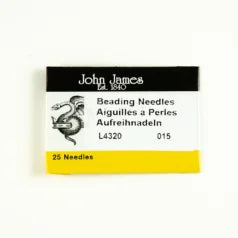 John James
Est. 1840
Beading Needles
Aiguilles a Perles
Aufreihnadeln
L4320 015
25 Needles